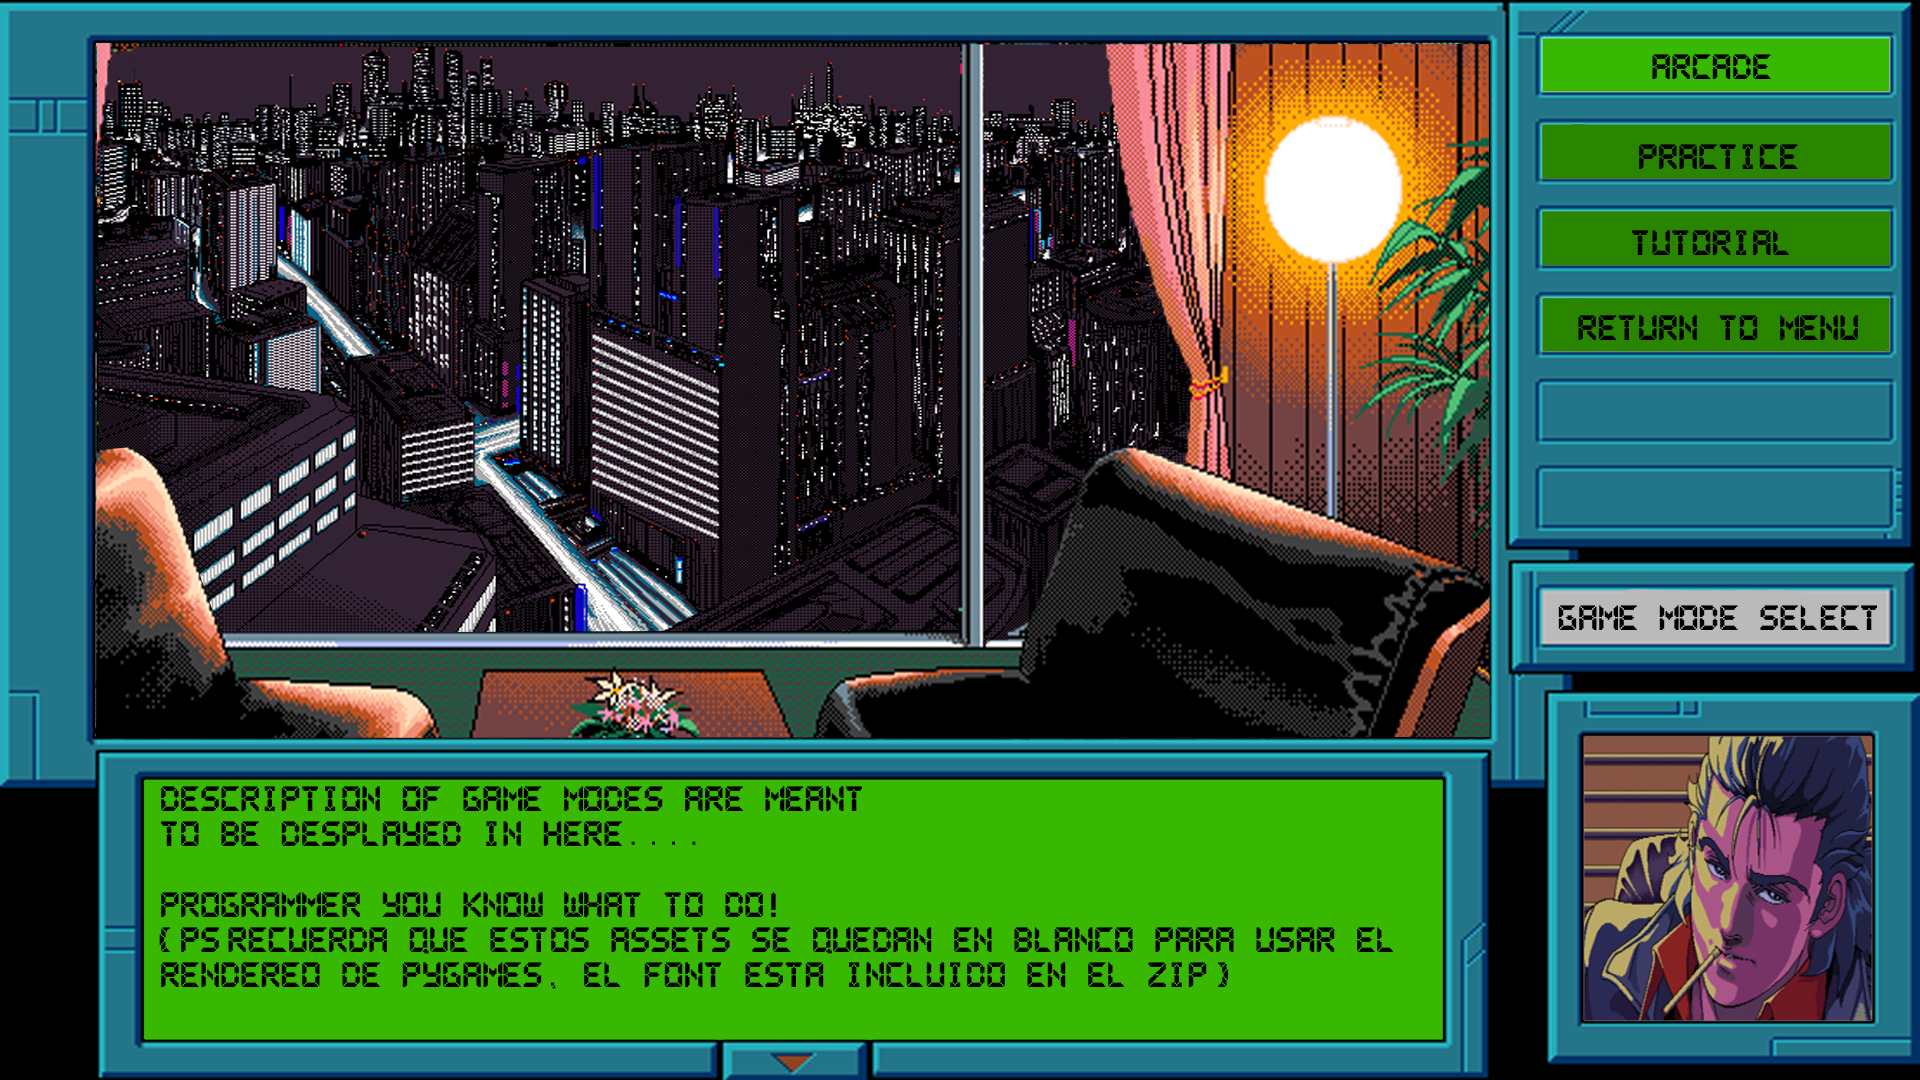 ARCADE
PRACTICE
TUTORIAL
RETURN TO MENU
GAME MODE SELECT
DESCRIPTION OF GAME MODES ARE MEANT
TO BE DESPLAYED IN HERE....
PROGRAMMER YOU KNOW WHAT TO DO!
(PS RECUERDA QUE ESTOS ASSETS SE QUEDAN EN BLANCO PARA USAR EL
RENDEREO DE PYGAMES, EL FONT ESTA INCLUIDO EN EL ZIP)